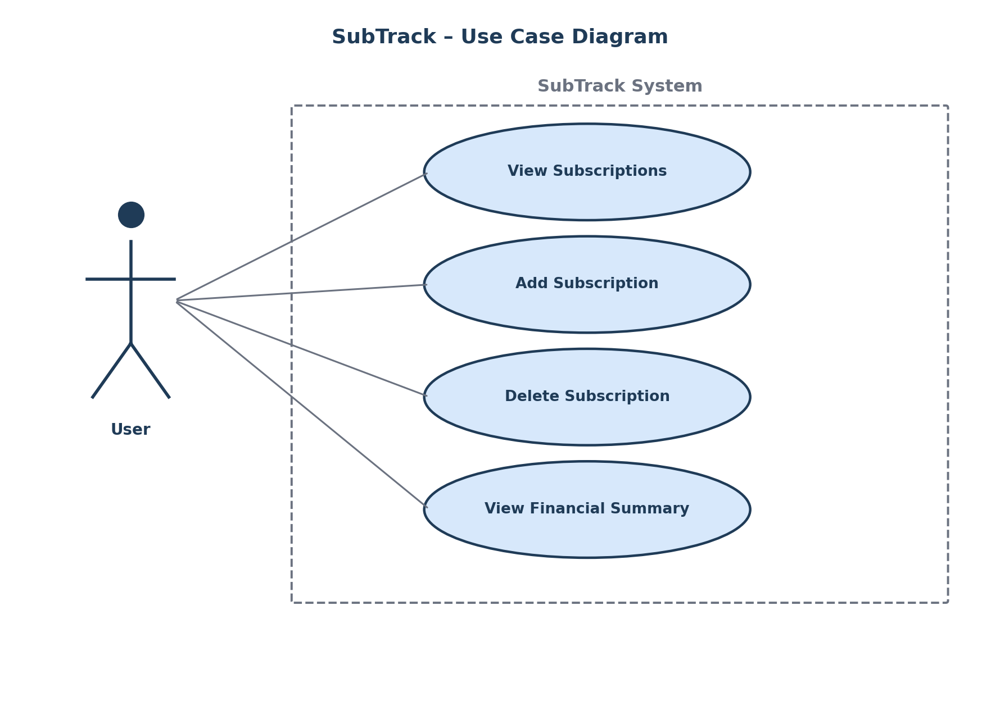 SubTrack – Use Case Diagram
SubTrack System
View Subscriptions
Add Subscription
Delete Subscription
User
View Financial Summary